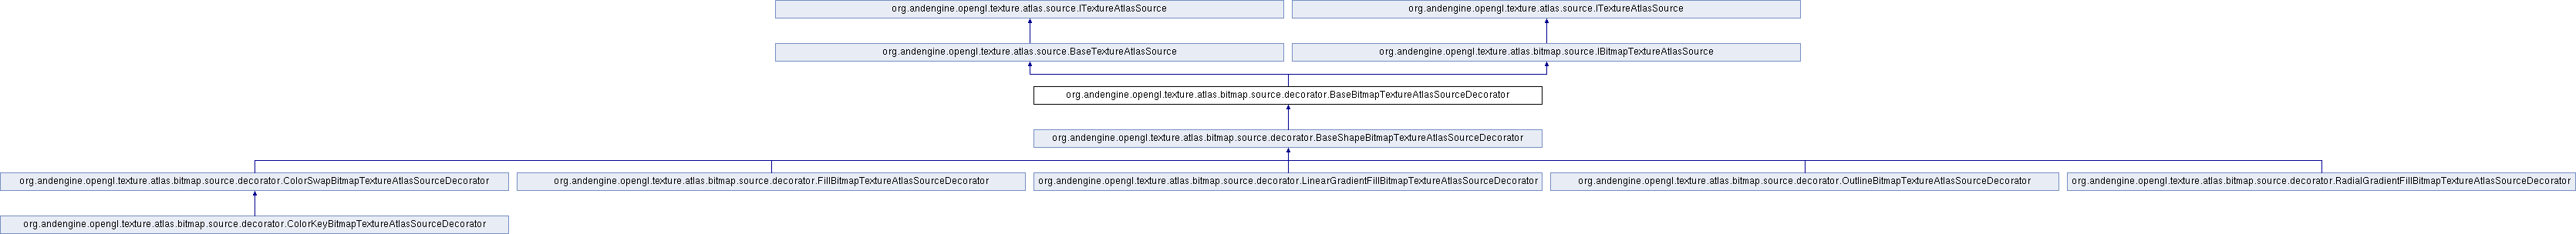 org.andengine.opengl.texture.atlas.source.ITextureAtlasSource
org.andengine.opengl.texture.atlas.source.ITextureAtlasSource
org.andengine.opengl.texture.atlas.source.BaseTextureAtlasSource
org.andengine.opengl.texture.atlas.bitmap.source.IBitmapTextureAtlasSource
org.andengine.opengl.texture.atlas.bitmap.source.decorator.BaseBitmapTextureAtlasSourceDecorator
org.andengine.opengl.texture.atlas.bitmap.source.decorator.BaseShapeBitmapTextureAtlasSourceDecorator
org.andengine.opengl.texture.atlas.bitmap.source.decorator.ColorSwapBitmapTextureAtlasSourceDecorator
org.andengine.opengl.texture.atlas.bitmap.source.decorator.FillBitmapTextureAtlasSourceDecorator
org.andengine.opengl.texture.atlas.bitmap.source.decorator.LinearGradientFillBitmapTextureAtlasSourceDecorator
org.andengine.opengl.texture.atlas.bitmap.source.decorator.OutlineBitmapTextureAtlasSourceDecorator
org.andengine.opengl.texture.atlas.bitmap.source.decorator.RadialGradientFillBitmapTextureAtlasSourceDecorator
org.andengine.opengl.texture.atlas.bitmap.source.decorator.ColorKeyBitmapTextureAtlasSourceDecorator